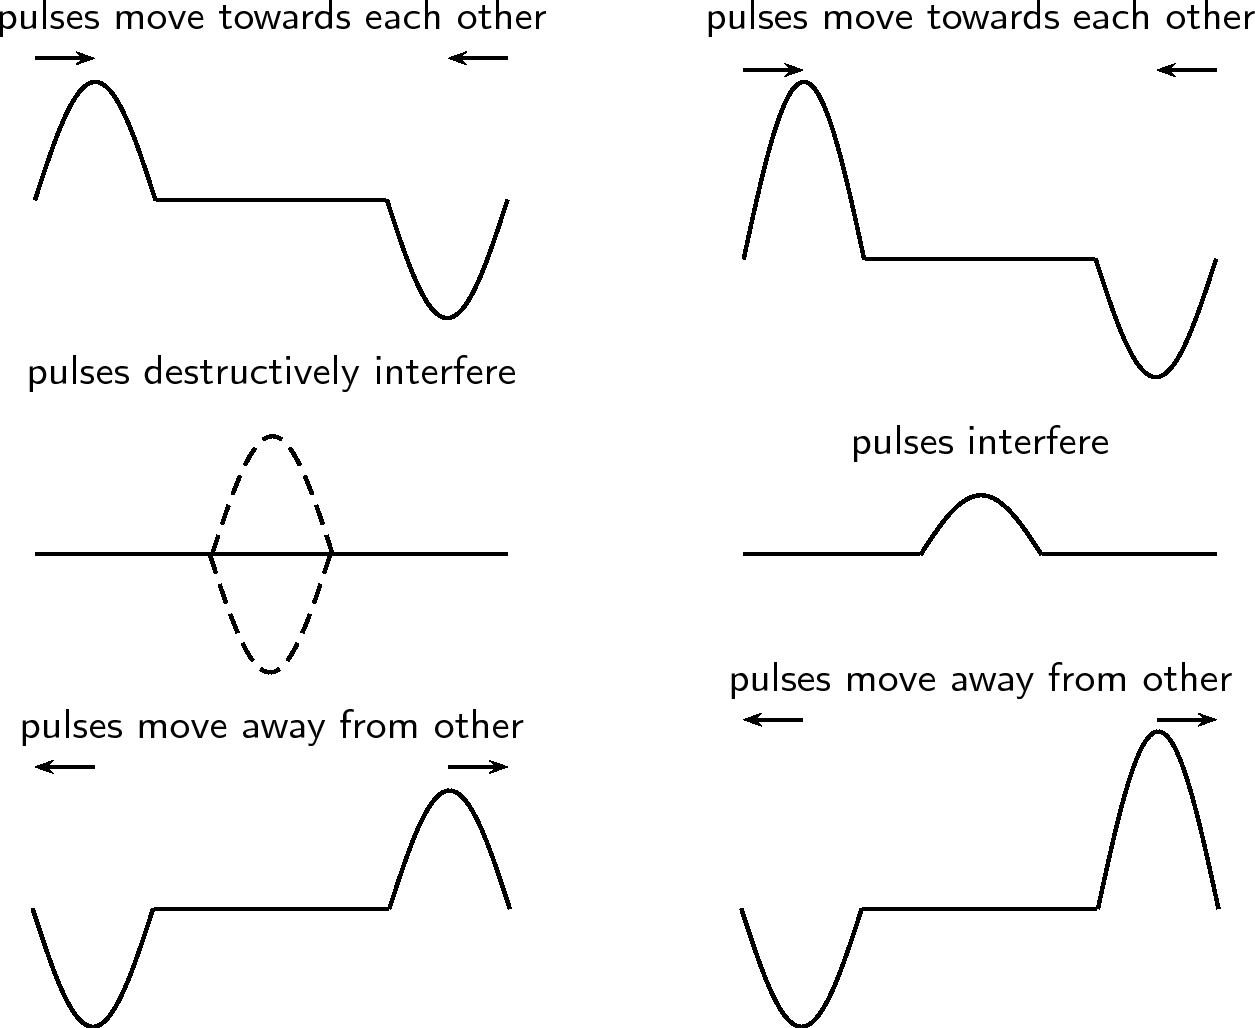 pulses move towards each other
pulses destructively interfere
pulses move away from other
pulses move towards each other
pulses interfere
pulses move away from other